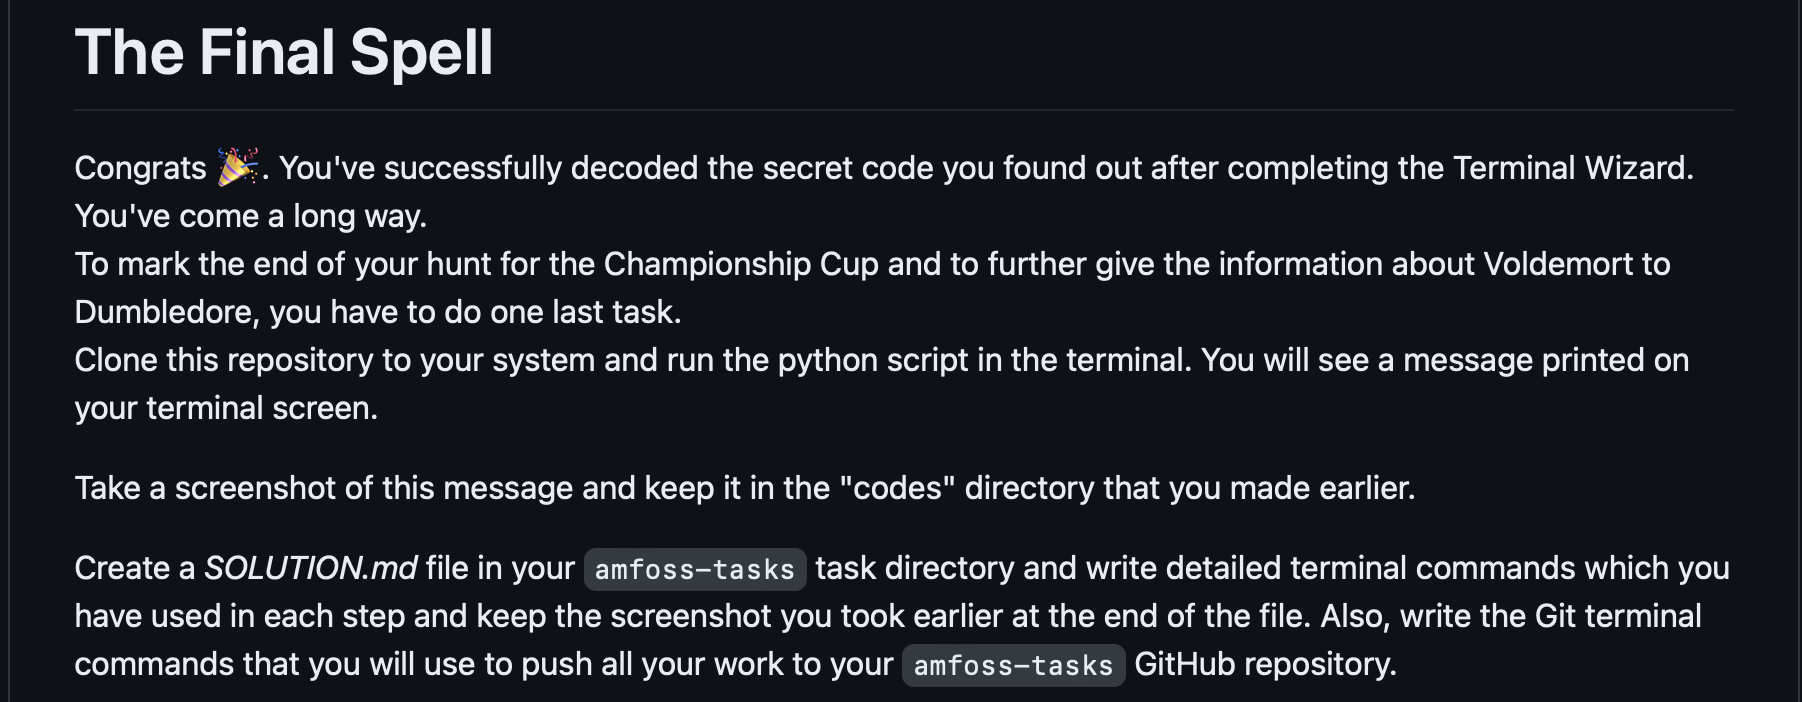 The Final Spell
Congrats 🎉. You've successfully decoded the secret code you found out after completing the Terminal Wizard.
You've come a long way.
To mark the end of your hunt for the Championship Cup and to further give the information about Voldemort to
Dumbledore, you have to do one last task.
Clone this repository to your system and run the python script in the terminal. You will see a message printed on
your terminal screen.
Take a screenshot of this message and keep it in the "codes" directory that you made earlier.
Create a SOLUTION.md file in your amfoss-tasks task directory and write detailed terminal commands which you
have used in each step and keep the screenshot you took earlier at the end of the file. Also, write the Git terminal
commands that you will use to push all your work to your amfoss-tasks GitHub repository.